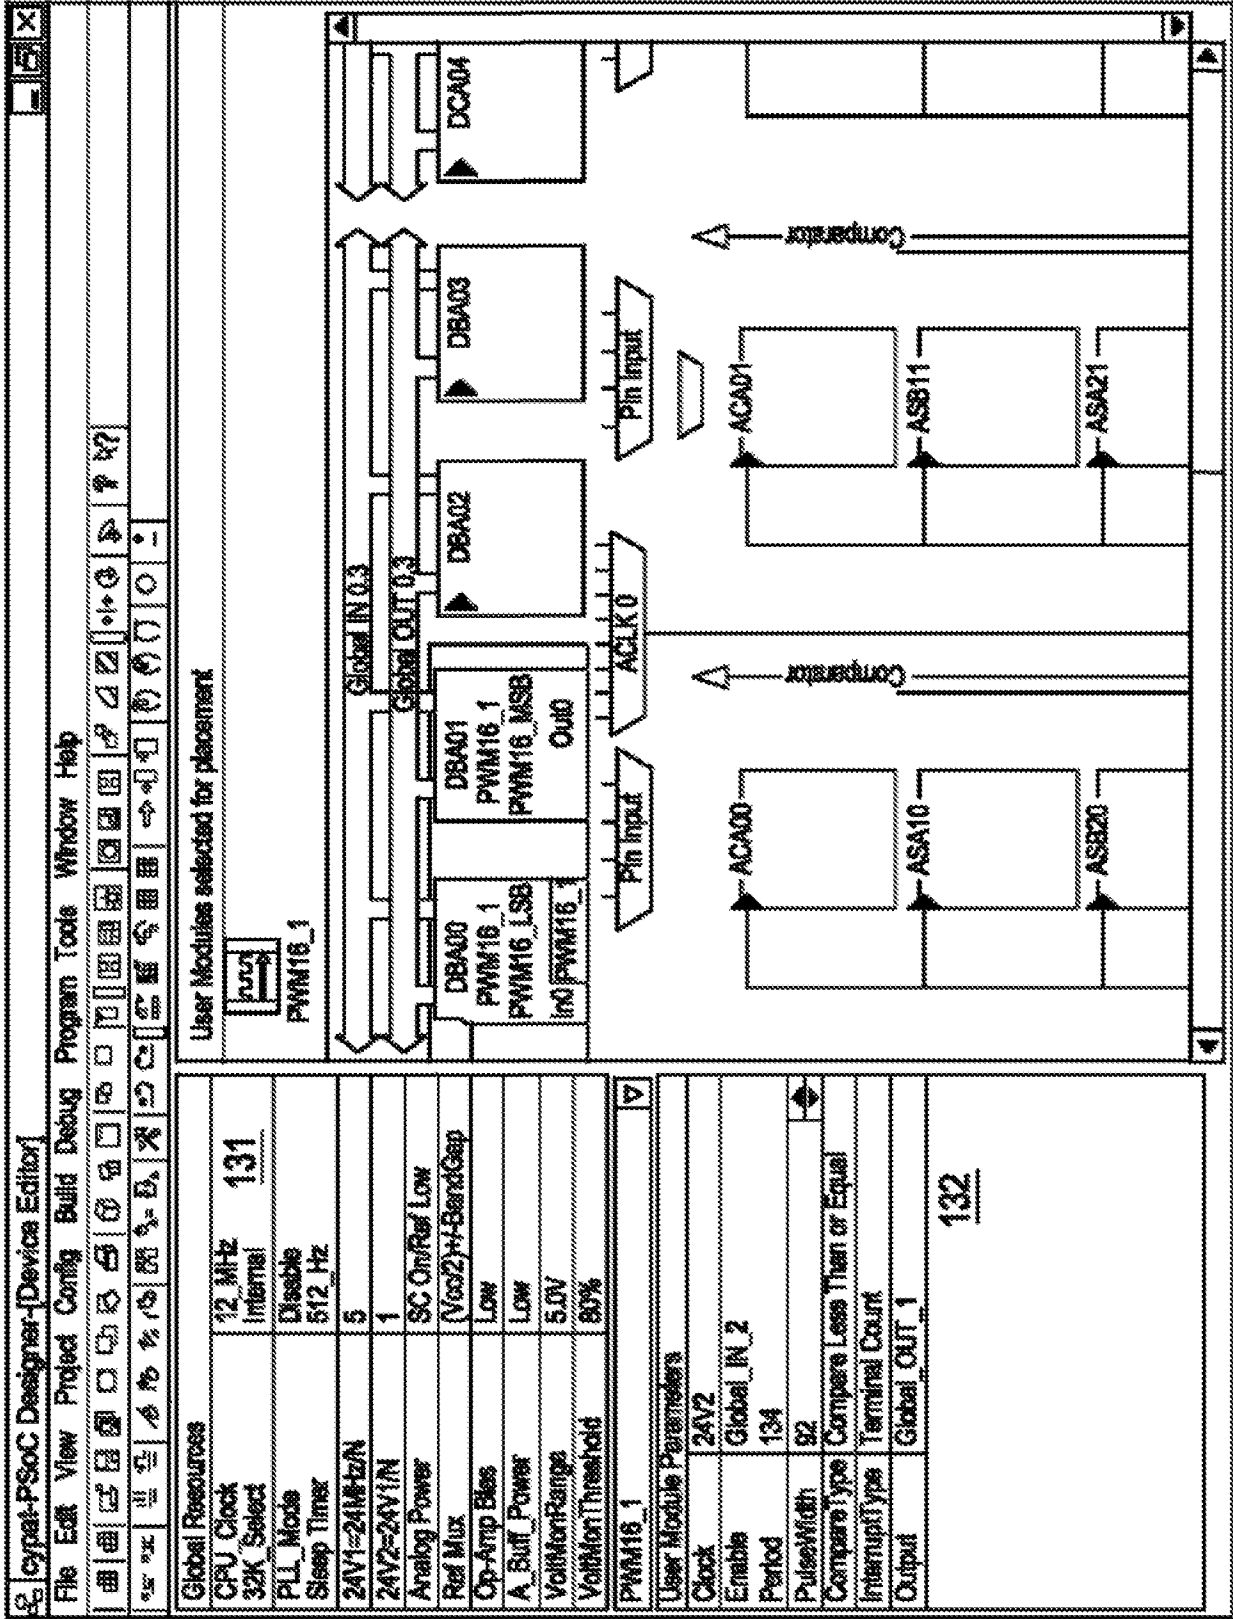 cypat-PSoC Designer-[Device Editor]
File Edit View Project Config Build Debug Program Tools Window Help
Global Resources
CPU_Clock 12_MHz
32K_Select Internal
131
PLL_Mode Disable
Sleep Timer 512_Hz
24V1=24MHz/N 5
24V2=24V1/N 1
Analog Power SC On/Ref Low
Ref Mux (Vcc/2)+/-BandGap
Op-Amp Bias Low
A_Buff_Power Low
VoltMonRange 5.0V
VoltMonThreshold 80%
PWM16_1
User Module Parameters
Clock 24V2
Enable Global_IN_2
Period 134
PulseWidth 92
CompareType Compare Less Than or Equal
InterruptType Terminal Count
Output Global_OUT_1
132
User Modules selected for placement
PWM16_1
Global IN 0.3
Global OUT 0.3
DBA00
PWM16_1
PWM16_LSB
In0 PWM16_1
DBA01
PWM16_1
PWM16_MSB
Out0
DBA02
DBA03
DCA04
Pin Input
ACLK 0
Pin Input
Comparator
Comparator
ACA00
ACA01
ASA10
ASB11
ASB20
ASA21